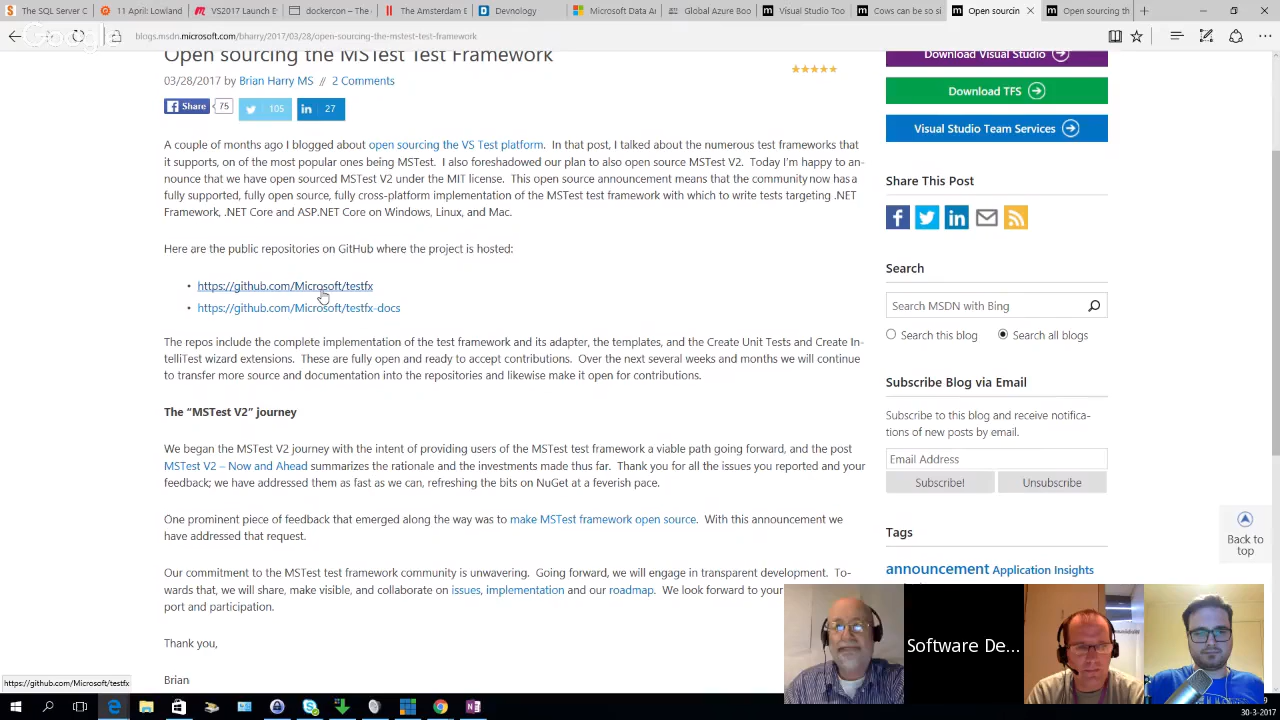 The SC Conten
11 April: Lowland
VS2017 Launch E
dockercon – The
The Amsterdam E
Devnology
Microsoft Data Am
Global Azure Boo
Visual Studio Too
Cows can be so si
Open sourcin
Open sourcing th
blogs.msdn.microsoft.com/bharry/2017/03/28/open-sourcing-the-mstest-test-framework
Open sourcing the MSTest Test Framework
03/28/2017 by Brian Harry MS // 2 Comments
Share 75
105
27
A couple of months ago I blogged about open sourcing the VS Test platform. In that post, I talked about the numerous test frameworks that
it supports, on of the most popular ones being MSTest. I also foreshadowed our plan to also open source MSTest V2. Today I'm happy to an-
nounce that we have open sourced MSTest V2 under the MIT license. This open source announcement means that the community now has a
fully supported, fully open source, fully cross-platform implementation of the MSTest test framework with which to write tests targeting .NET
Framework, .NET Core and ASP.NET Core on Windows, Linux, and Mac.
Here are the public repositories on GitHub where the project is hosted:
• https://github.com/Microsoft/testfx
• https://github.com/Microsoft/testfx-docs
The repos include the complete implementation of the test framework and its adapter, the templates, and the Create Unit Tests and Create In-
telliTest wizard extensions. These are fully open and ready to accept contributions. Over the next several weeks and months we will continue
to transfer more source and documentation into the repositories and likewise make it open for contributions.
The "MSTest V2" journey
We began the MSTest V2 journey with the intent of providing users of the MSTest test framework a viable path going forward, and the post
MSTest V2 – Now and Ahead summarizes the rationale and the investments made thus far. Thank you for all the issues you reported and your
feedback; we have addressed them as fast as we can, refreshing the bits on NuGet at a feverish pace.
One prominent piece of feedback that emerged along the way was to make MSTest framework open source. With this announcement we
have addressed that request.
Our commitment to the MSTest test framework community is unwavering. Going forward, we will engage in transparent development. To-
wards that, we will share, make visible, and collaborate on issues, implementation and our roadmap. We look forward to your
port and participation.
Thank you,
Brian
Download Visual Studio
Download TFS
Visual Studio Team Services
Share This Post
Search
Search MSDN with Bing
Search this blog
Search all blogs
Subscribe Blog via Email
Subscribe to this blog and receive notifica-
tions of new posts by email.
Email Address
Subscribe!
Unsubscribe
Tags
announcement Application Insights
Back to
top
Software De...
https://github.com/Microsoft/testfx
30-3-2017